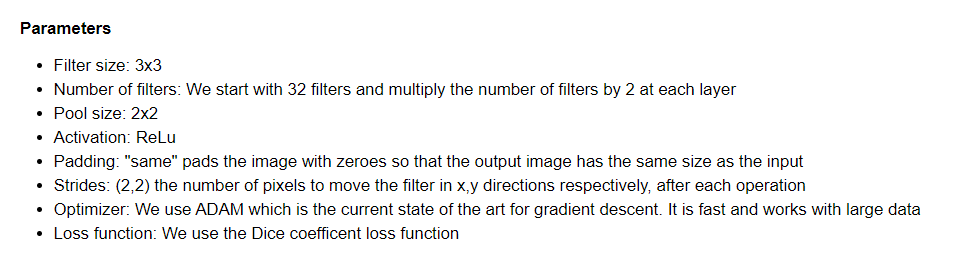 Parameters
Filter size: 3x3
Number of filters: We start with 32 filters and multiply the number of filters by 2 at each layer
Pool size: 2x2
Activation: ReLu
Padding: "same" pads the image with zeroes so that the output image has the same size as the input
Strides: (2,2) the number of pixels to move the filter in x,y directions respectively, after each operation
Optimizer: We use ADAM which is the current state of the art for gradient descent. It is fast and works with large data
Loss function: We use the Dice coefficent loss function